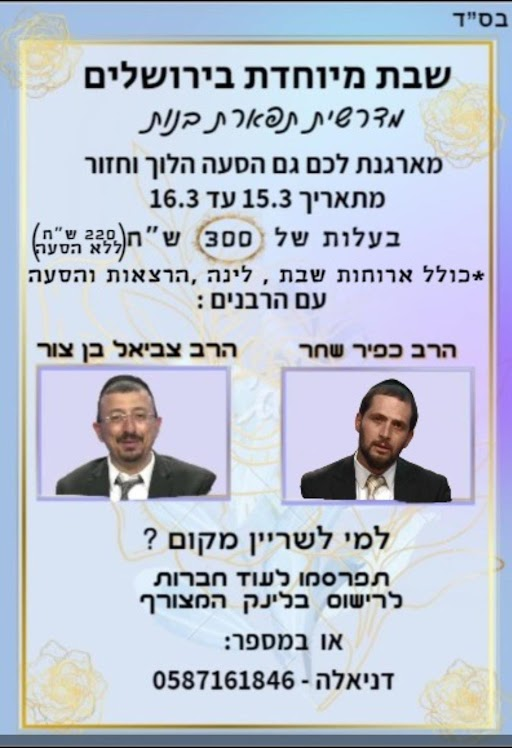 בס"ד
שבת מיוחדת בירושלים
מדרשית תפארת בנות
מארגנת לכם גם הסעה הלוך וחזור
מתאריך 15.3 עד 16.3
בעלות של 300 ש"ח (220 ש"ח ללא הסעה)
*כולל ארוחות שבת , לינה ,הרצאות והסעה
עם הרבנים :
הרב כפיר שחר
הרב צביאל בן צור
למי לשריין מקום ?
תפרסמו לעוד חברות
לרישום בלינק המצורף
או במספר:
דניאלה - 0587161846